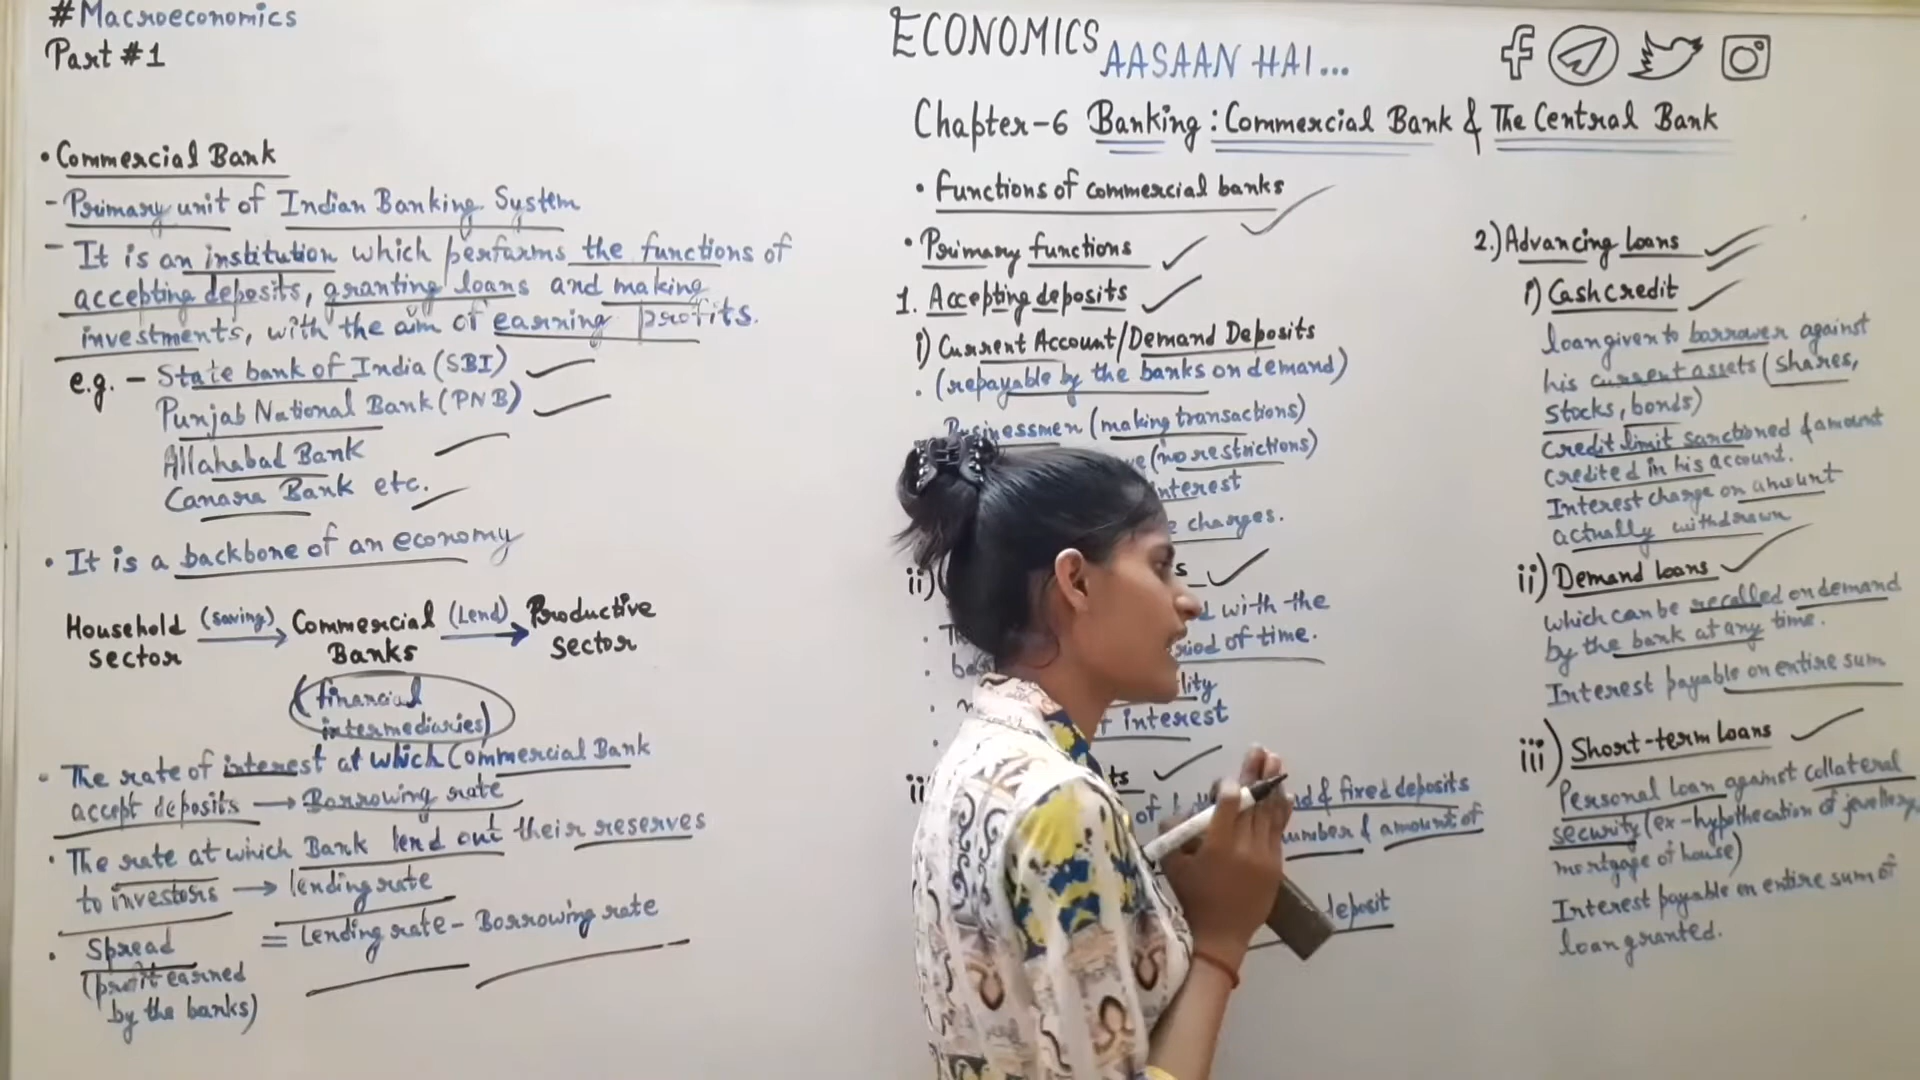 #Macroeconomics
Part #1
• Commercial Bank
- Primary unit of Indian Banking System
- It is an institution which performs the functions of
accepting deposits, granting loans and making
investments, with the aim of earning profits.
e.g. - State bank of India (SBI)
Punjab National Bank (PNB)
Allahabad Bank
Canara Bank etc.
• It is a backbone of an economy
Household (saving) Commercial (Lend) Productive
sector Banks sector
(financial
intermediaries)
• The rate of interest at which Commercial Bank
accept deposits → Borrowing rate
• The rate at which Bank lend out their reserves
to investors → lending rate
• Spread = Lending rate - Borrowing rate
(profit earned
by the banks)
ECONOMICS
AASAAN HAI...
Chapter-6 Banking : Commercial Bank & The Central Bank
• Functions of commercial banks
• Primary functions
1. Accepting deposits
i) Current Account/Demand Deposits
• (repayable by the banks on demand)
Businessmen (making transactions)
(no restrictions)
interest
charges.
ii)
with the
period of time.
interest
of
& fixed deposits
number & amount of
deposit
2.) Advancing loans
i) Cash credit
loan given to borrower against
his current assets (shares,
stocks, bonds)
Credit limit sanctioned & amount
credited in his account.
Interest charge on amount
actually withdrawn
ii) Demand loans
which can be recalled on demand
by the bank at any time.
Interest payable on entire sum
iii) Short-term loans
Personal loan against collateral
security (ex-hypothecation of jewellery,
mortgage of house)
Interest payable on entire sum of
loan granted.